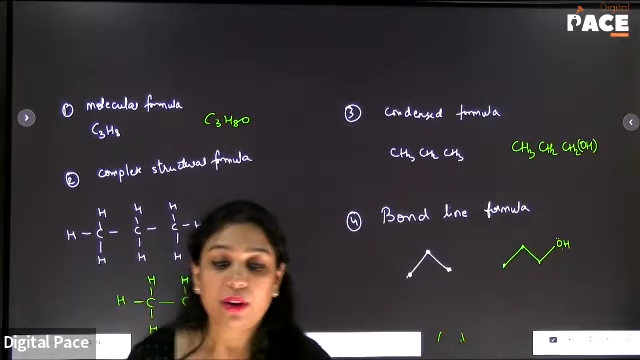 Digital
PACE
① molecular formula
C3H8
C3H8O
② complete structural formula
H H H
H - C - C - C - H
H H H
H H
H - C - C
H
③ condensed formula
CH3 CH2 CH3
CH3 CH2 CH2(OH)
④ Bond line formula
OH
Digital Pace